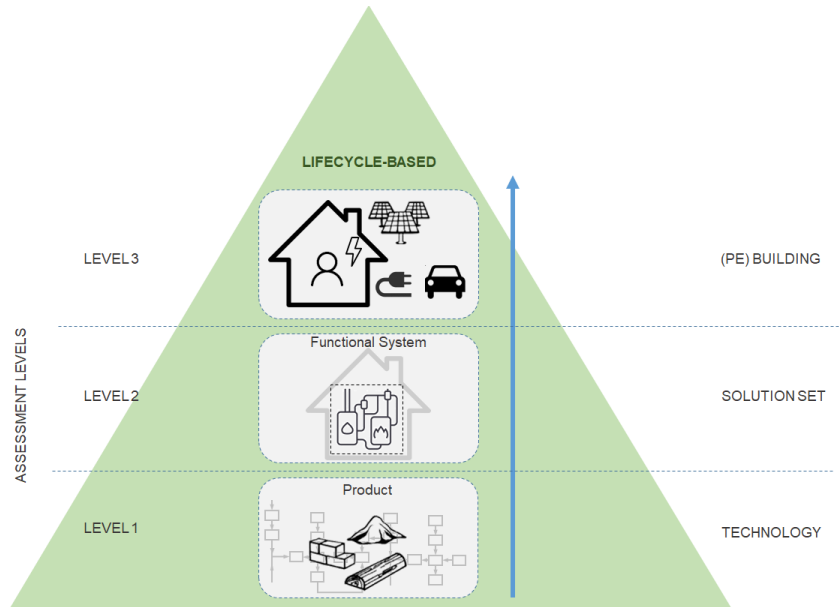 LIFECYCLE-BASED
LEVEL 3
(PE) BUILDING
Functional System
LEVEL 2
SOLUTION SET
ASSESSMENT LEVELS
Product
LEVEL 1
TECHNOLOGY